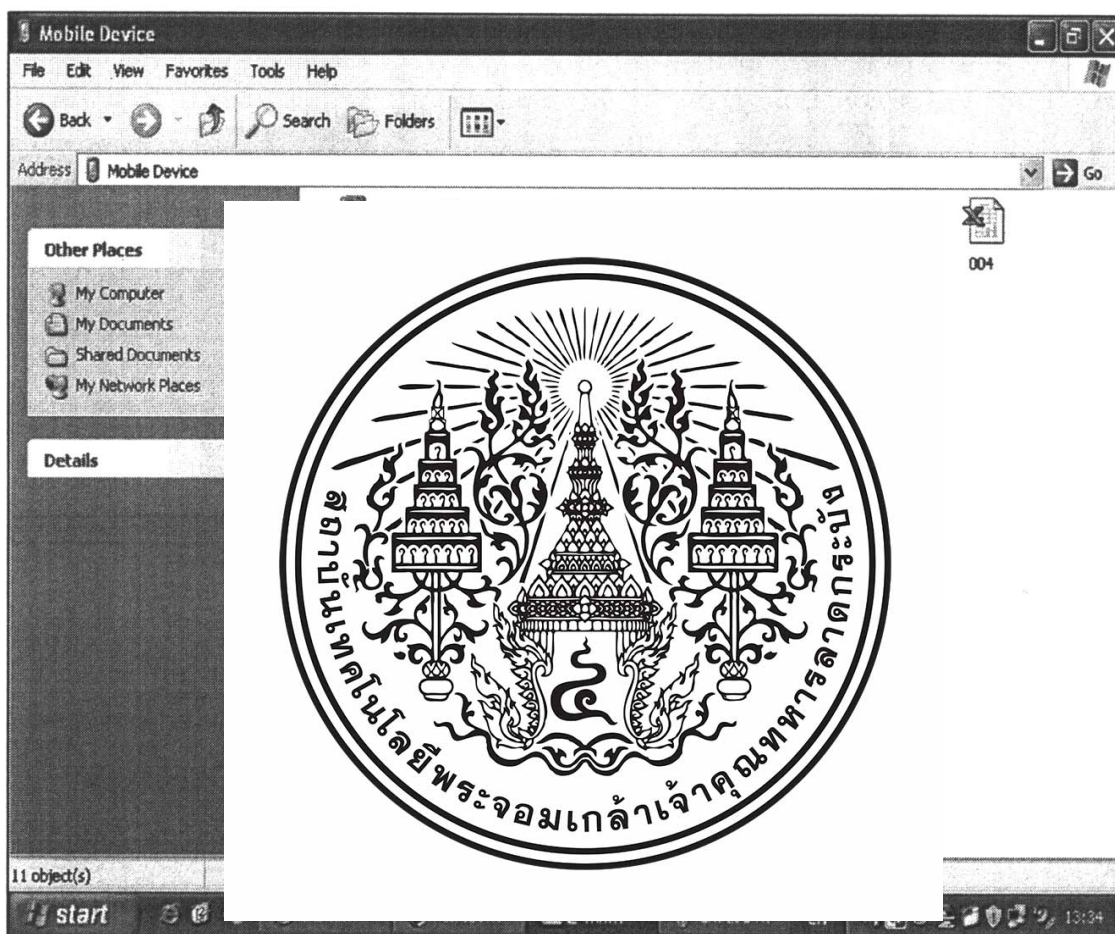 Mobile Device
File Edit View Favorites Tools Help
Back Search Folders
Address Mobile Device Go
Other Places
My Computer
My Documents
Shared Documents
My Network Places
Details
004
สถาบันเทคโนโลยีพระจอมเกล้าเจ้าคุณทหารลาดกระบัง
๔
11 object(s)
start 13:34